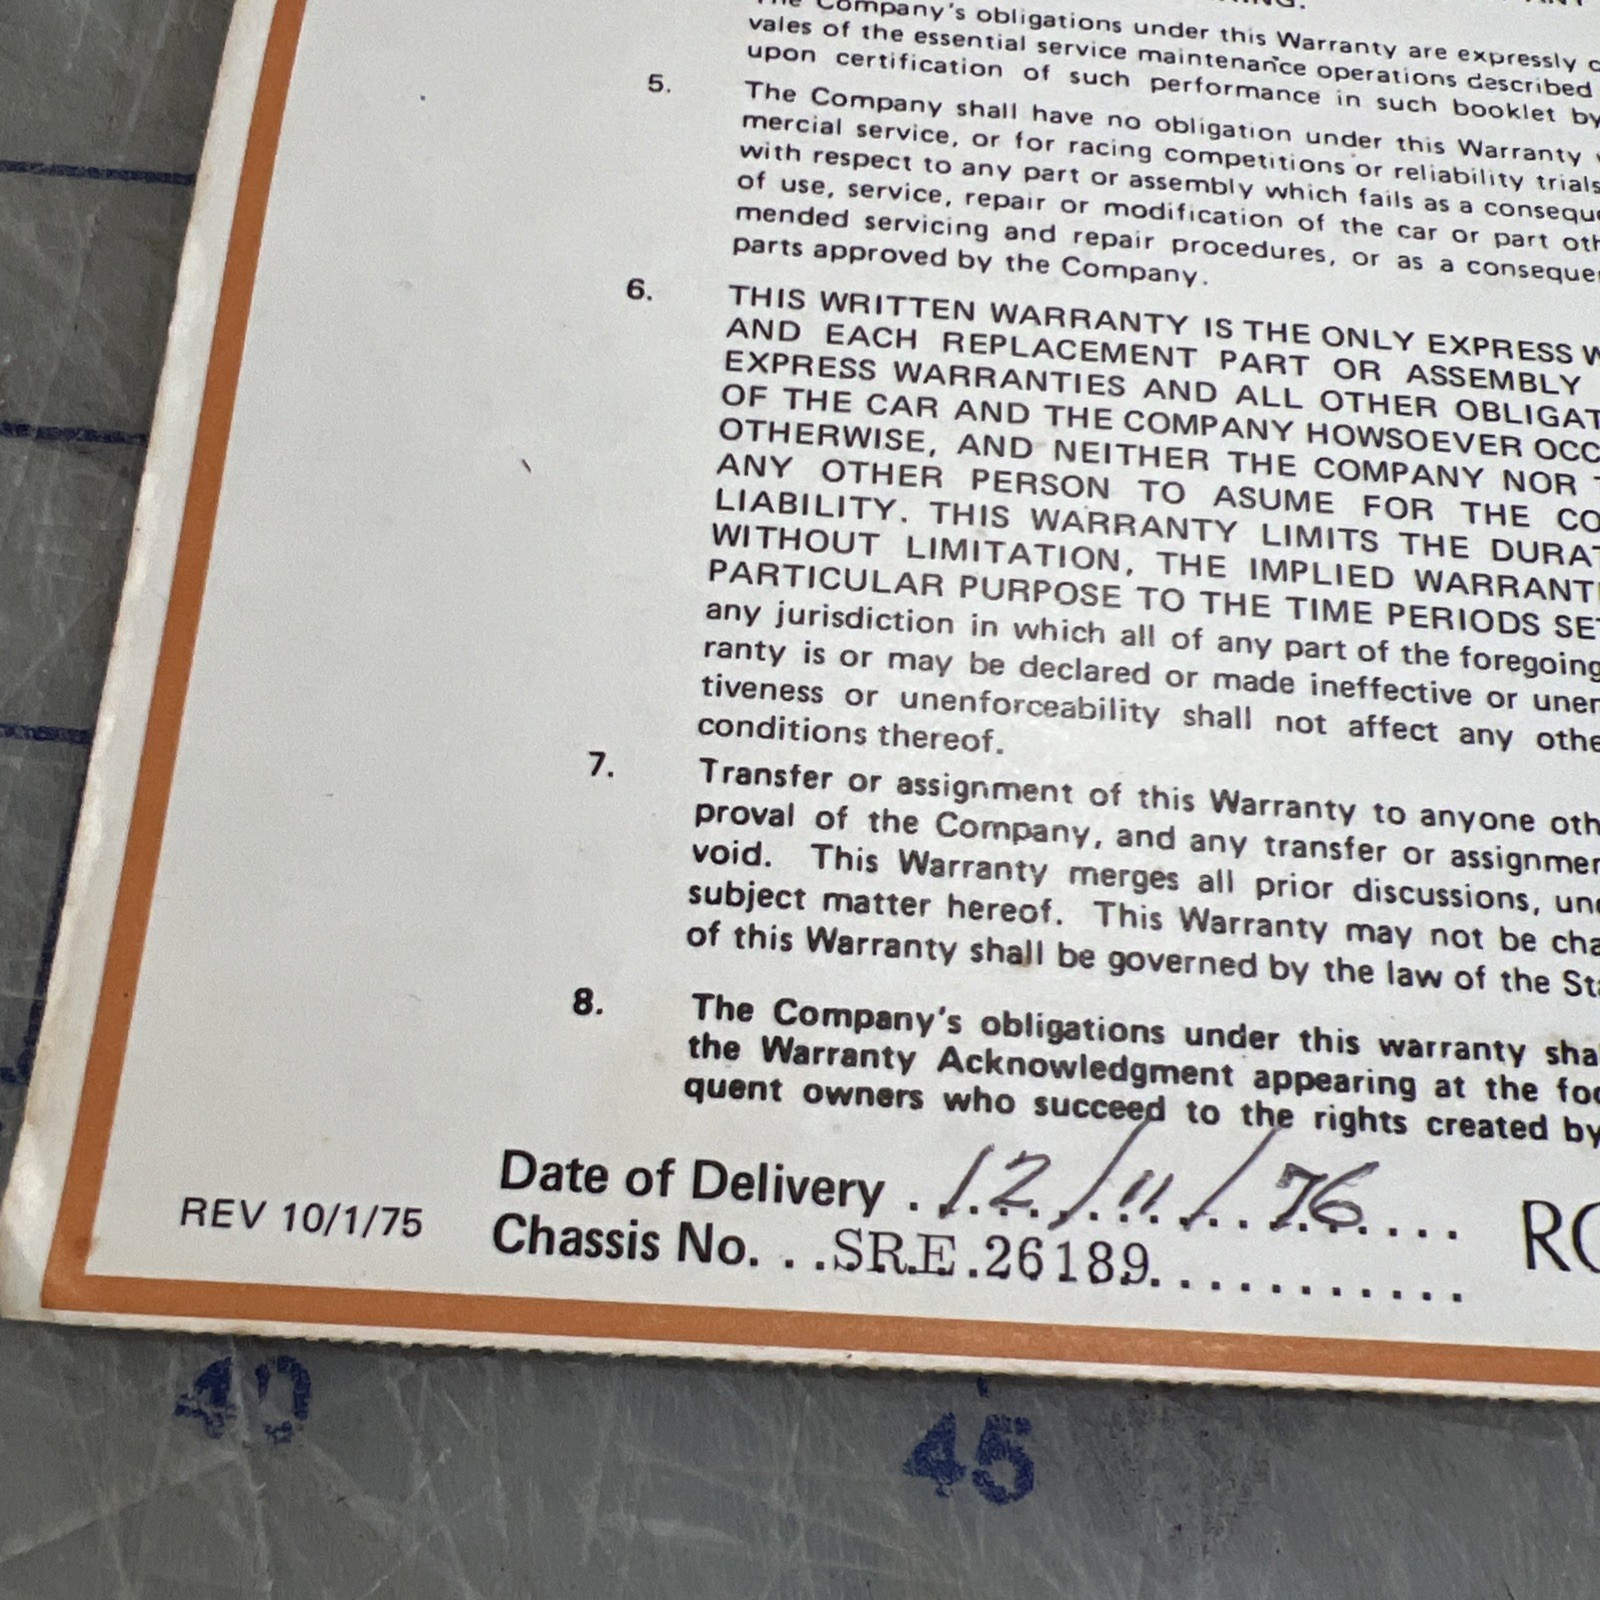 The Company's obligations under this Warranty are expressly
vales of the essential service maintenance operations described
upon certification of such performance in such booklet by
5. The Company shall have no obligation under this Warranty
mercial service, or for racing competitions or reliability trials
with respect to any part or assembly which fails as a consequ
of use, service, repair or modification of the car or part oth
mended servicing and repair procedures, or as a conseque
parts approved by the Company.
6. THIS WRITTEN WARRANTY IS THE ONLY EXPRESS W
AND EACH REPLACEMENT PART OR ASSEMBLY
EXPRESS WARRANTIES AND ALL OTHER OBLIGAT
OF THE CAR AND THE COMPANY HOWSOEVER OCC
OTHERWISE, AND NEITHER THE COMPANY NOR T
ANY OTHER PERSON TO ASUME FOR THE CO
LIABILITY. THIS WARRANTY LIMITS THE DURAT
WITHOUT LIMITATION, THE IMPLIED WARRANTI
PARTICULAR PURPOSE TO THE TIME PERIODS SET
any jurisdiction in which all of any part of the foregoing
ranty is or may be declared or made ineffective or unen
tiveness or unenforceability shall not affect any othe
conditions thereof.
7. Transfer or assignment of this Warranty to anyone oth
proval of the Company, and any transfer or assignmen
void. This Warranty merges all prior discussions, und
subject matter hereof. This Warranty may not be cha
of this Warranty shall be governed by the law of the Sta
8. The Company's obligations under this warranty sha
the Warranty Acknowledgment appearing at the foo
quent owners who succeed to the rights created by
Date of Delivery . 12/11/76 ....
REV 10/1/75
Chassis No. . . .SRE.26189. . . . . . . . . . .
RO
40
45